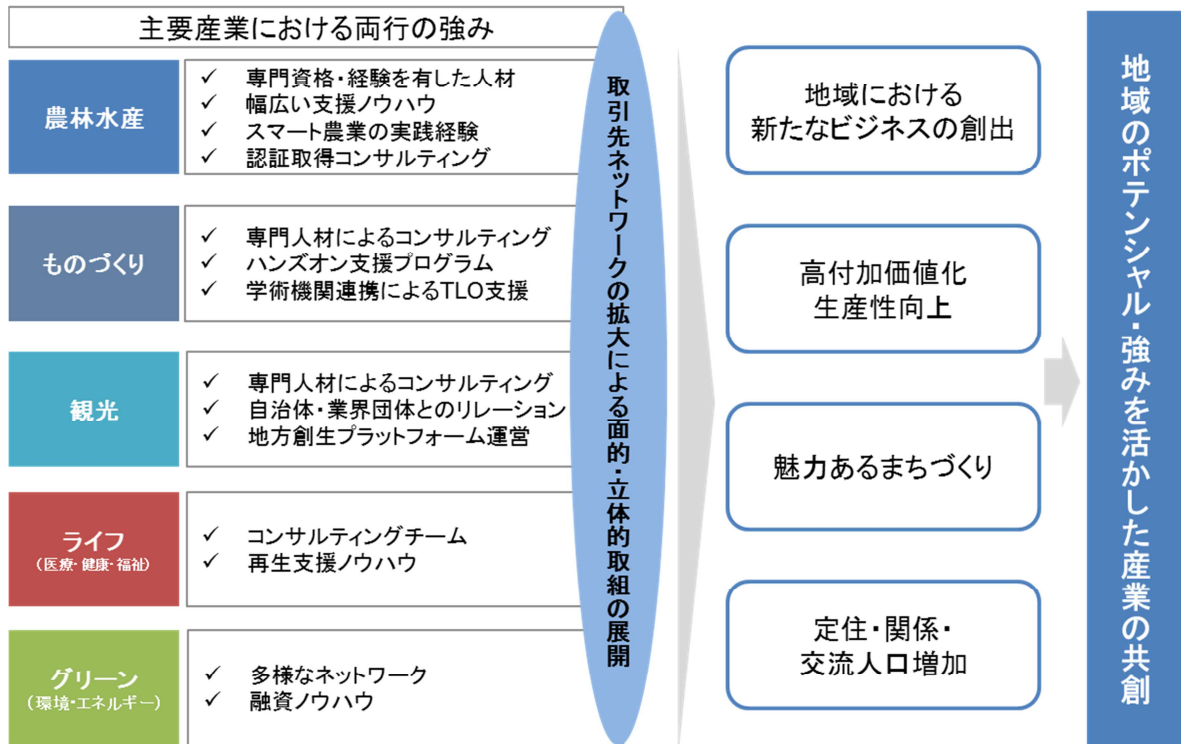 主要産業における両行の強み
農林水産
✓ 専門資格・経験を有した人材
✓ 幅広い支援ノウハウ
✓ スマート農業の実践経験
✓ 認証取得コンサルティング
ものづくり
✓ 専門人材によるコンサルティング
✓ ハンズオン支援プログラム
✓ 学術機関連携によるTLO支援
観光
✓ 専門人材によるコンサルティング
✓ 自治体・業界団体とのリレーション
✓ 地方創生プラットフォーム運営
ライフ
(医療・健康・福祉)
✓ コンサルティングチーム
✓ 再生支援ノウハウ
グリーン
(環境・エネルギー)
✓ 多様なネットワーク
✓ 融資ノウハウ
取引先ネットワークの拡大による面的・立体的取組の展開
地域における
新たなビジネスの創出
高付加価値化
生産性向上
魅力あるまちづくり
定住・関係・
交流人口増加
地域のポテンシャル・強みを活かした産業の共創